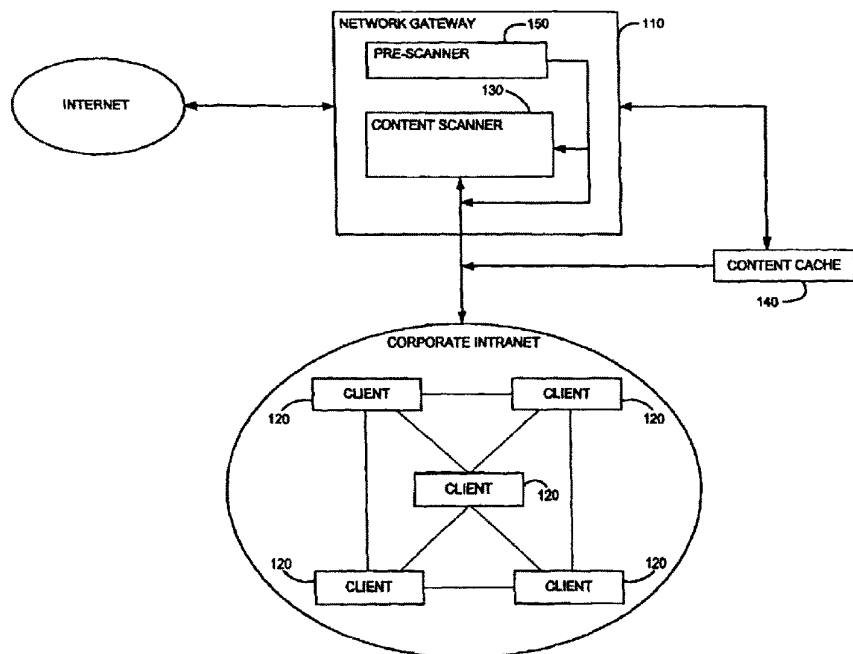 NETWORK GATEWAY
150
110
PRE-SCANNER
130
INTERNET
CONTENT SCANNER
CONTENT CACHE
140
CORPORATE INTRANET
CLIENT
CLIENT
120
120
CLIENT
120
120
120
CLIENT
CLIENT